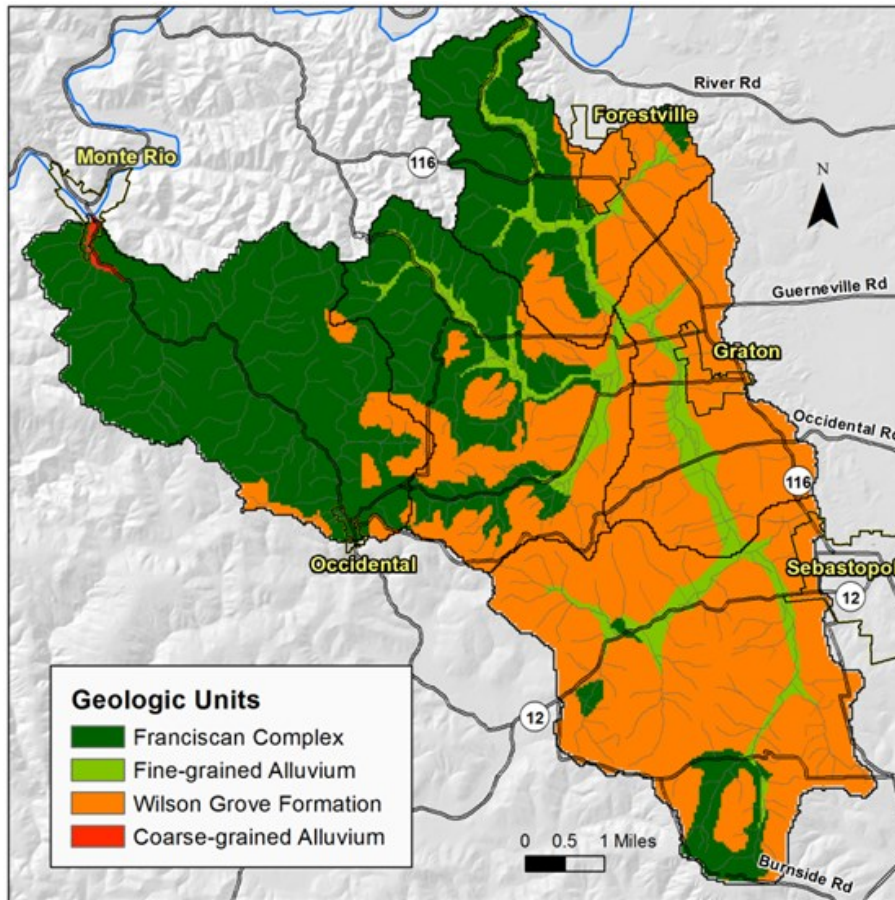 River Rd
Forestville
Monte Rio
116
N
Guerneville Rd
Graton
Occidental Rd
116
Sebastopol
12
Occidental
12
Geologic Units
Franciscan Complex
Fine-grained Alluvium
Wilson Grove Formation
Coarse-grained Alluvium
0 0.5 1 Miles
Burnside Rd